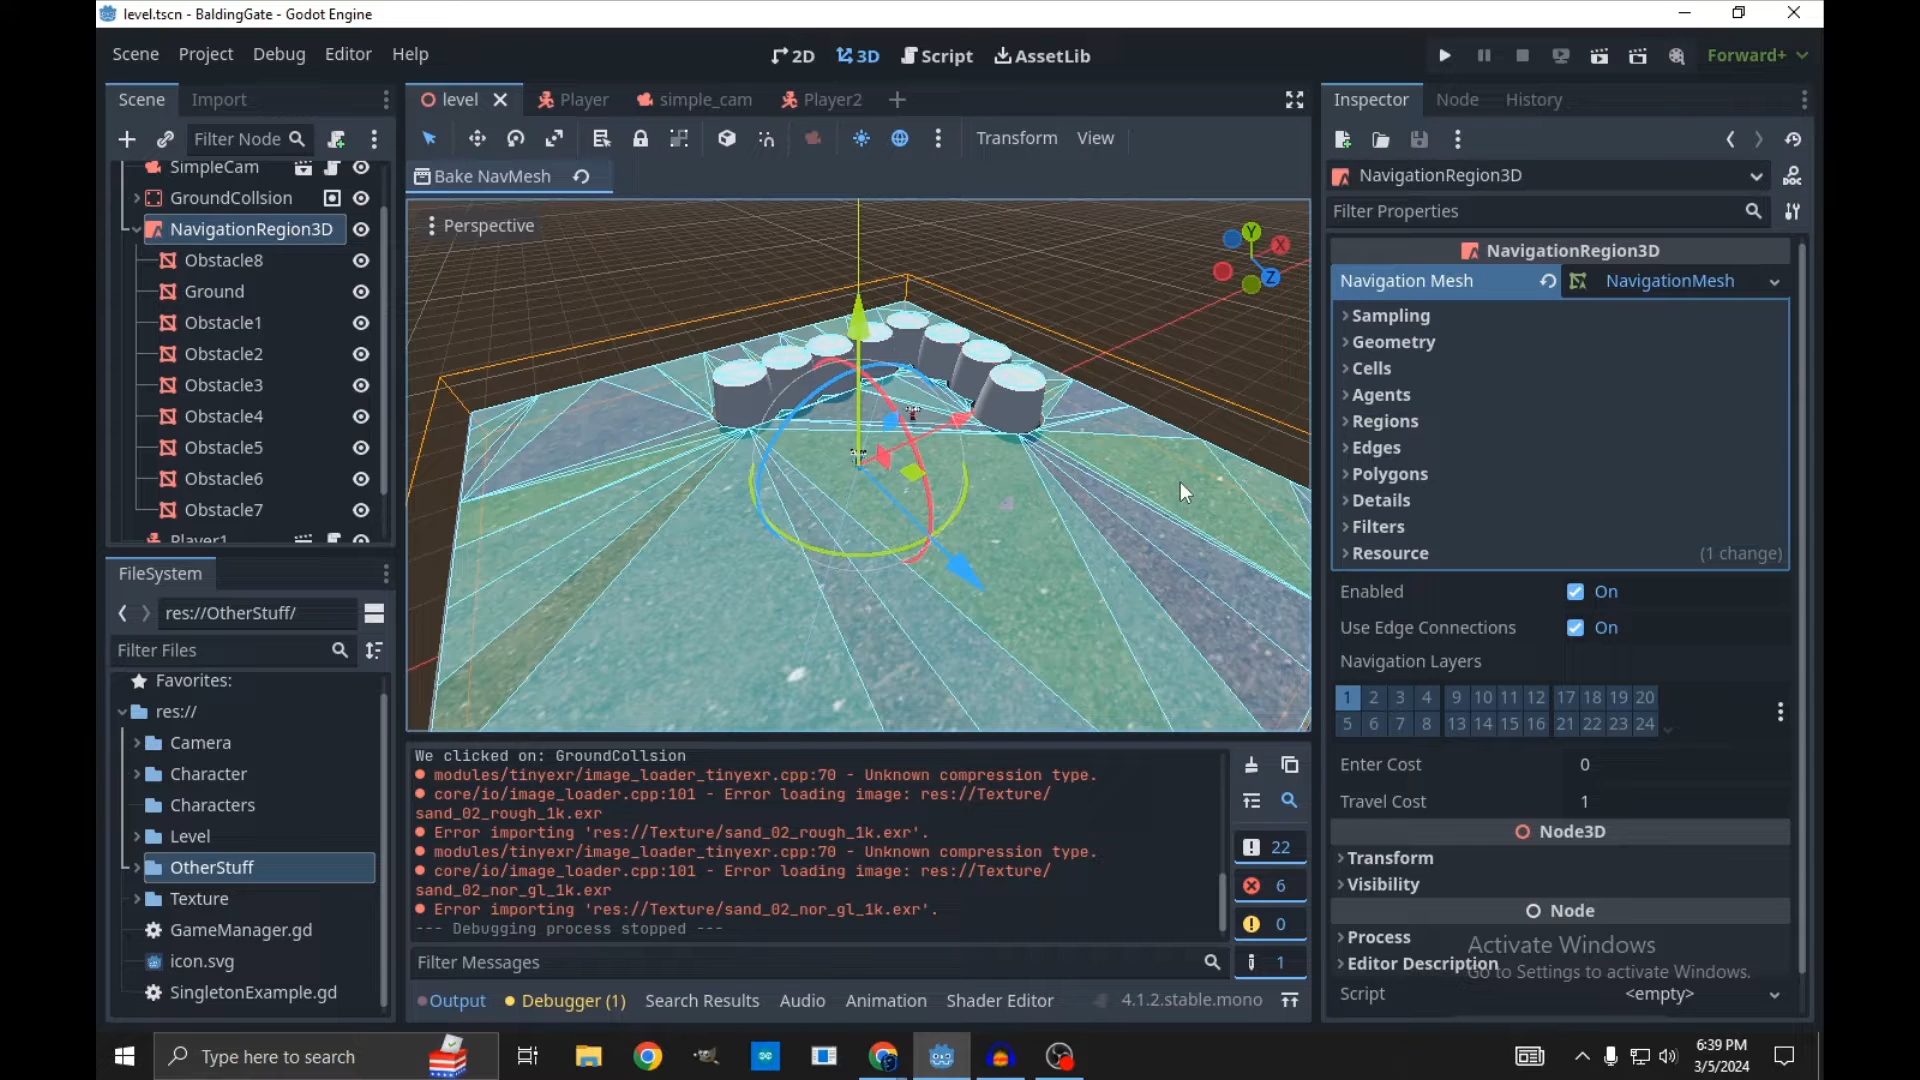 level.tscn - BaldingGate - Godot Engine
Scene Project Debug Editor Help
2D 3D Script AssetLib
Forward+
Scene Import
level Player simple_cam Player2
Inspector Node History
Filter Node
Transform View
SimpleCam
Bake NavMesh
NavigationRegion3D
GroundCollsion
Filter Properties
NavigationRegion3D
Perspective
Y
X
Z
NavigationRegion3D
Obstacle8
Navigation Mesh NavigationMesh
Ground
Sampling
Obstacle1
Geometry
Obstacle2
Cells
Obstacle3
Agents
Obstacle4
Regions
Obstacle5
Edges
Obstacle6
Polygons
Obstacle7
Details
Player1
Filters
Resource (1 change)
FileSystem
Enabled On
res://OtherStuff/
Use Edge Connections On
Filter Files
Navigation Layers
Favorites:
1 2 3 4 9 10 11 12 17 18 19 20
res://
5 6 7 8 13 14 15 16 21 22 23 24
Camera
Enter Cost 0
Character
Travel Cost 1
Characters
Node3D
Level
Transform
OtherStuff
Visibility
Texture
Node
GameManager.gd
Process
icon.svg
Editor Description
SingletonExample.gd
Script <empty>
We clicked on: GroundCollsion
modules/tinyexr/image_loader_tinyexr.cpp:70 - Unknown compression type.
core/io/image_loader.cpp:101 - Error loading image: res://Texture/
sand_02_rough_1k.exr
Error importing 'res://Texture/sand_02_rough_1k.exr'.
modules/tinyexr/image_loader_tinyexr.cpp:70 - Unknown compression type.
core/io/image_loader.cpp:101 - Error loading image: res://Texture/
sand_02_nor_gl_1k.exr
Error importing 'res://Texture/sand_02_nor_gl_1k.exr'.
--- Debugging process stopped ---
22
6
0
1
Filter Messages
Output Debugger (1) Search Results Audio Animation Shader Editor 4.1.2.stable.mono
Activate Windows
Go to Settings to activate Windows.
Type here to search
6:39 PM
3/5/2024